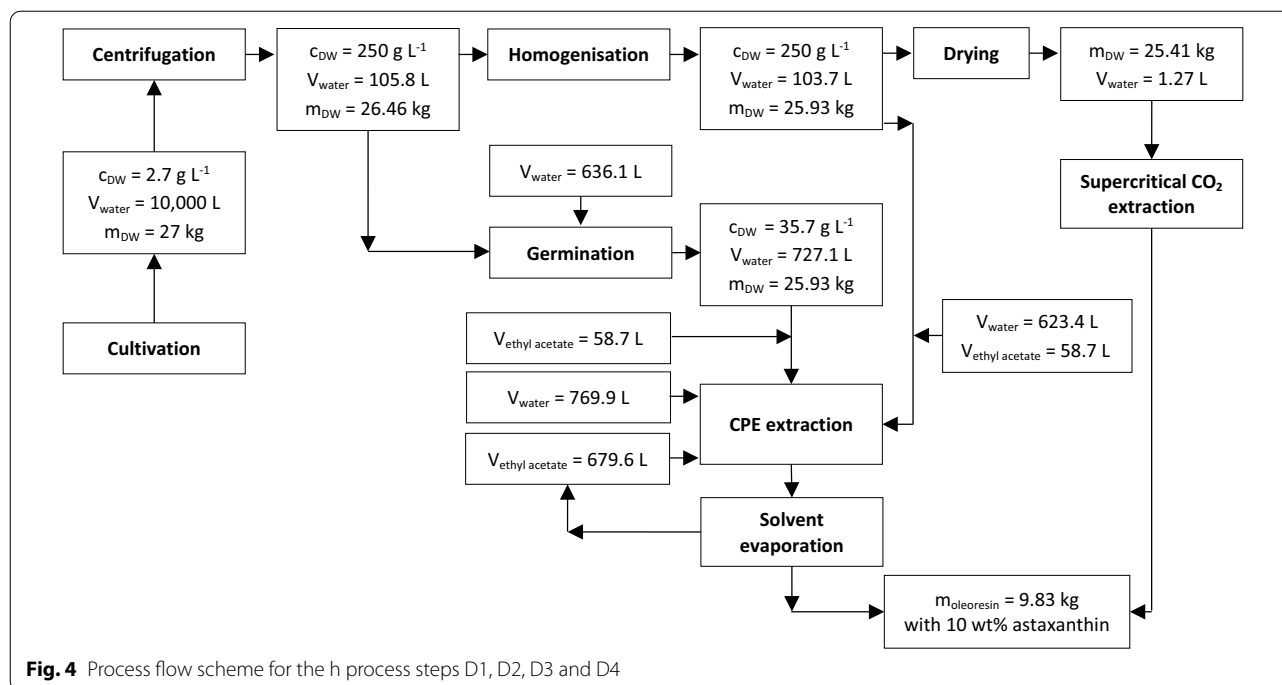 Centrifugation
c_DW = 250 g L⁻¹
V_water = 105.8 L
m_DW = 26.46 kg
Homogenisation
c_DW = 250 g L⁻¹
V_water = 103.7 L
m_DW = 25.93 kg
Drying
m_DW = 25.41 kg
V_water = 1.27 L
c_DW = 2.7 g L⁻¹
V_water = 10,000 L
m_DW = 27 kg
V_water = 636.1 L
Supercritical CO₂
extraction
Germination
c_DW = 35.7 g L⁻¹
V_water = 727.1 L
m_DW = 25.93 kg
Cultivation
V_ethyl acetate = 58.7 L
V_water = 623.4 L
V_ethyl acetate = 58.7 L
V_water = 769.9 L
CPE extraction
V_ethyl acetate = 679.6 L
Solvent
evaporation
m_oleoresin = 9.83 kg
with 10 wt% astaxanthin
Fig. 4 Process flow scheme for the h process steps D1, D2, D3 and D4